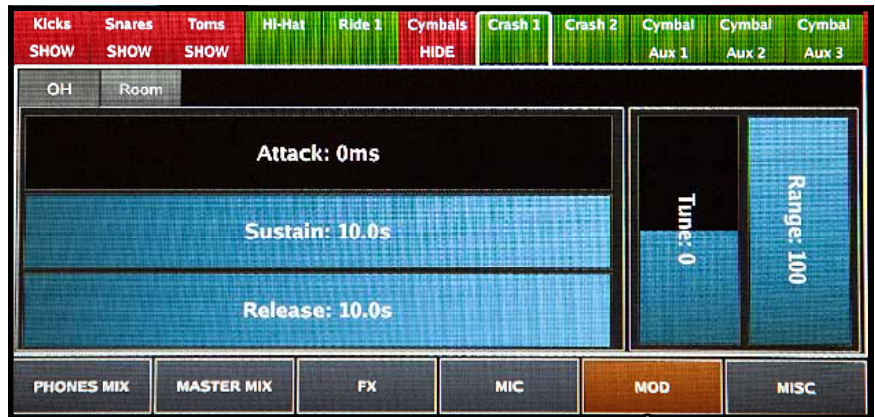 Kicks Snares Toms Hi-Hat Ride 1 Cymbals Crash 1 Crash 2 Cymbal Cymbal Cymbal
SHOW SHOW SHOW HIDE Aux 1 Aux 2 Aux 3
OH Room
Attack: 0ms
Sustain: 10.0s
Release: 10.0s
Tune: 0
Range: 100
PHONES MIX MASTER MIX FX MIC MOD MISC